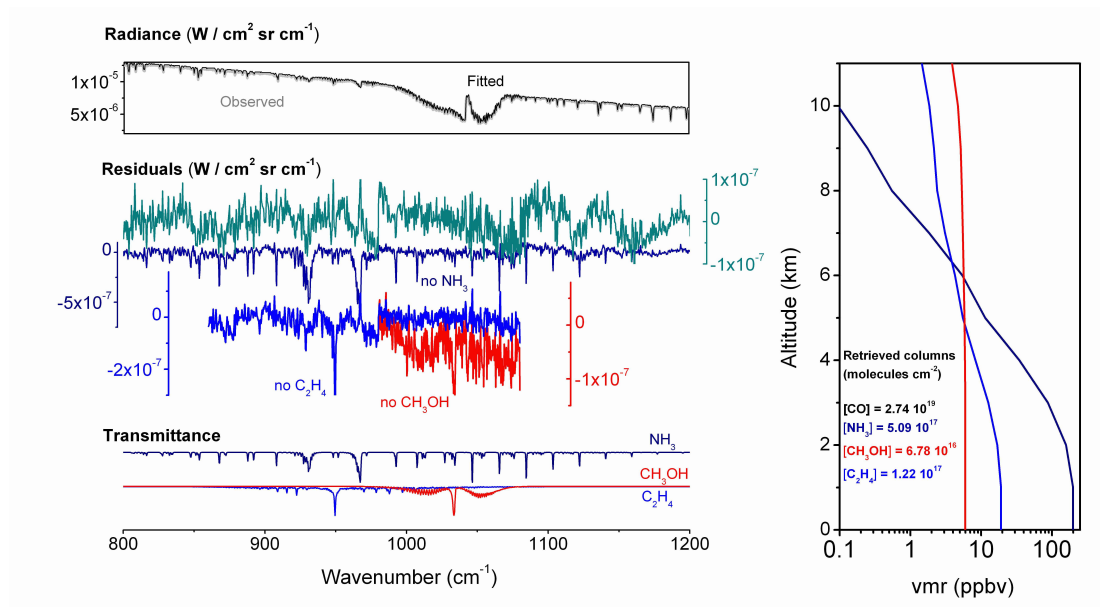 Radiance (W / cm² sr cm⁻¹)
1x10⁻⁵
5x10⁻⁶
Observed
Fitted
Residuals (W / cm² sr cm⁻¹)
1x10⁻⁷
0
-1x10⁻⁷
0
-5x10⁻⁷
no NH₃
0
-2x10⁻⁷
no C₂H₄
0
-1x10⁻⁷
no CH₃OH
Transmittance
NH₃
CH₃OH
C₂H₄
800 900 1000 1100 1200
Wavenumber (cm⁻¹)
10
8
6
4
2
0
Altitude (km)
Retrieved columns
(molecules cm⁻²)
[CO] = 2.74 10¹⁹
[NH₃] = 5.09 10¹⁷
[CH₃OH] = 6.78 10¹⁶
[C₂H₄] = 1.22 10¹⁷
0.1 1 10 100
vmr (ppbv)